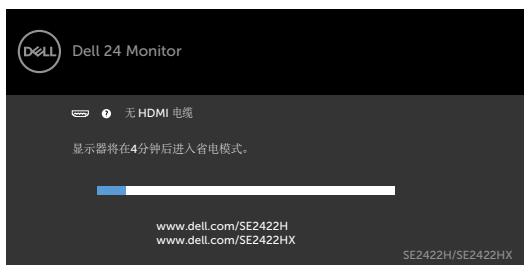 DELL
Dell 24 Monitor
? 无 HDMI 电缆
显示器将在4分钟后进入省电模式。
www.dell.com/SE2422H
www.dell.com/SE2422HX
SE2422H/SE2422HX